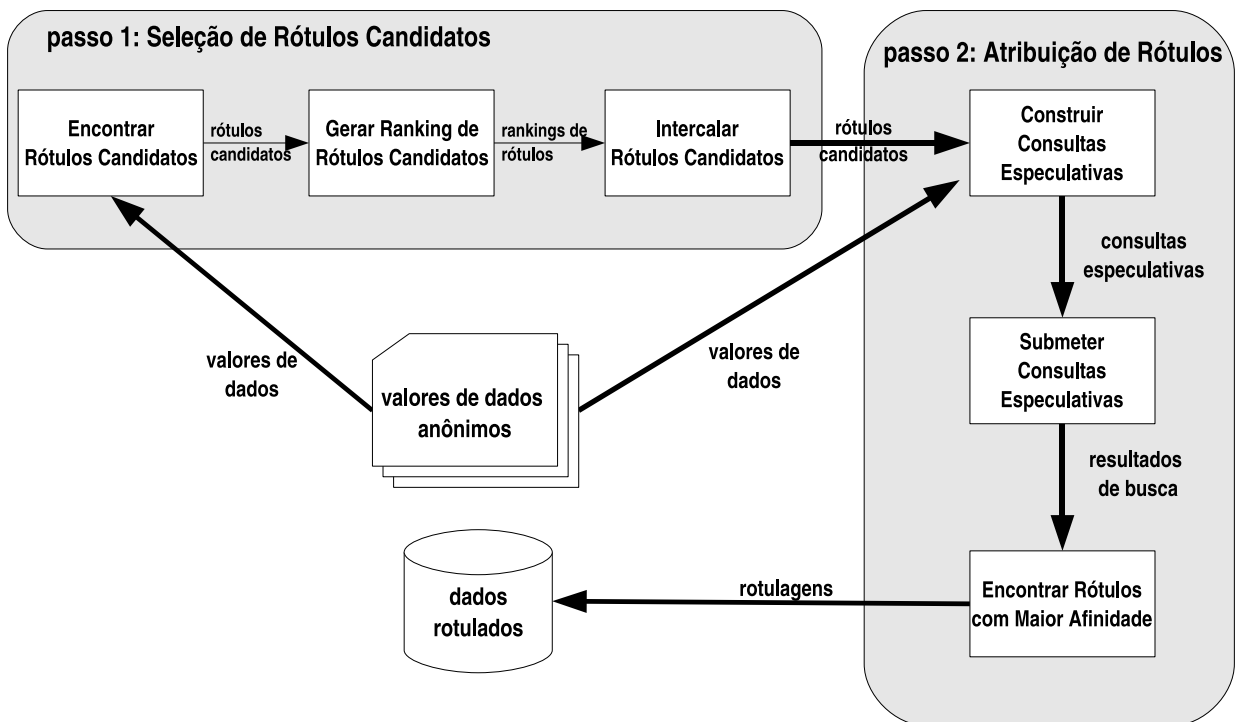 passo 1: Seleção de Rótulos Candidatos
Encontrar
Rótulos Candidatos
rótulos
candidatos
Gerar Ranking de
Rótulos Candidatos
rankings de
rótulos
Intercalar
Rótulos Candidatos
rótulos
candidatos
passo 2: Atribuição de Rótulos
Construir
Consultas
Especulativas
consultas
especulativas
Submeter
Consultas
Especulativas
resultados
de busca
Encontrar Rótulos
com Maior Afinidade
valores de
dados
valores de dados
anônimos
valores de
dados
rotulagens
dados
rotulados